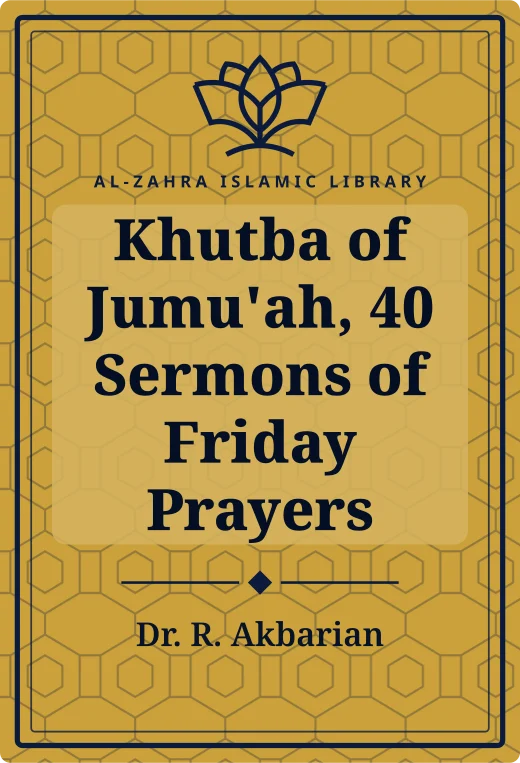 AL-ZAHRA ISLAMIC LIBRARY
Khutba of
Jumu'ah, 40
Sermons of
Friday
Prayers
Dr. R. Akbarian